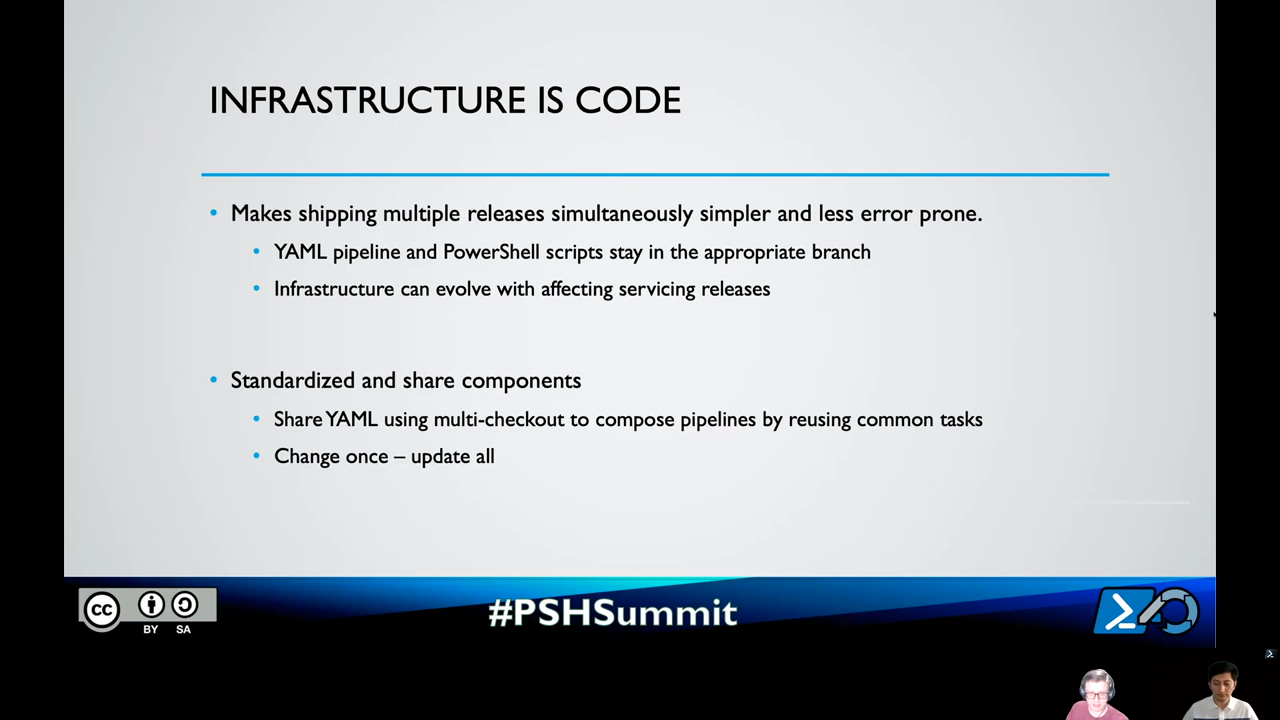 INFRASTRUCTURE IS CODE
• Makes shipping multiple releases simultaneously simpler and less error prone.
• YAML pipeline and PowerShell scripts stay in the appropriate branch
• Infrastructure can evolve with affecting servicing releases
• Standardized and share components
• Share YAML using multi-checkout to compose pipelines by reusing common tasks
• Change once – update all
cc
BY SA
#PSHSummit